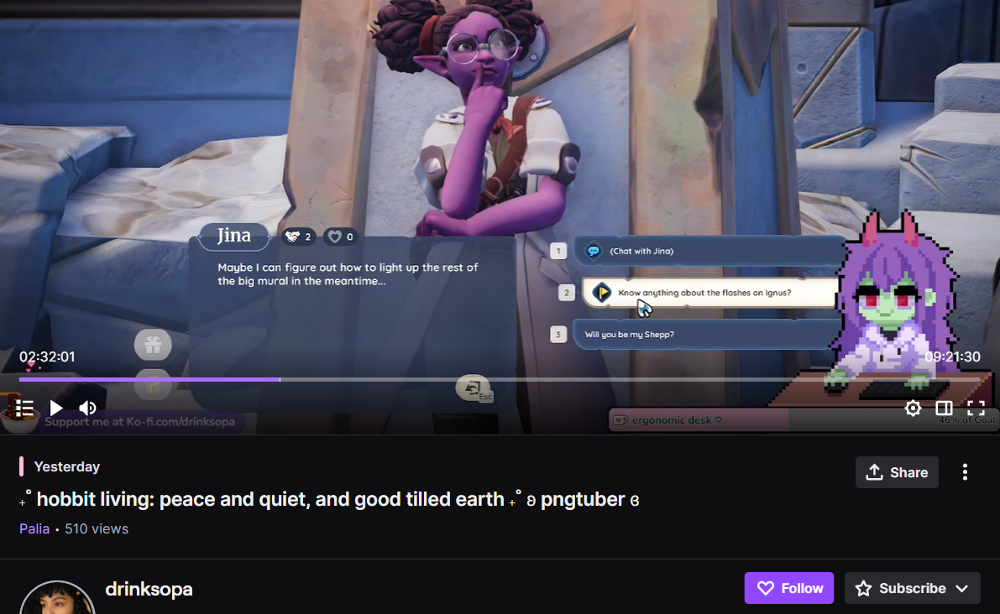 Jina
2
0
Maybe I can figure out how to light up the rest of
the big mural in the meantime...
1
(Chat with Jina)
2
Know anything about the flashes on Ignus?
3
Will you be my Shepp?
02:32:01
09:21:30
Esc
Support me at Ko-fi.com/drinksopa
ergonomic desk ♡
46% of Goal
Yesterday
Share
₊˚ hobbit living: peace and quiet, and good tilled earth ₊˚ ʚ pngtuber ɞ
Palia • 510 views
drinksopa
Follow
Subscribe